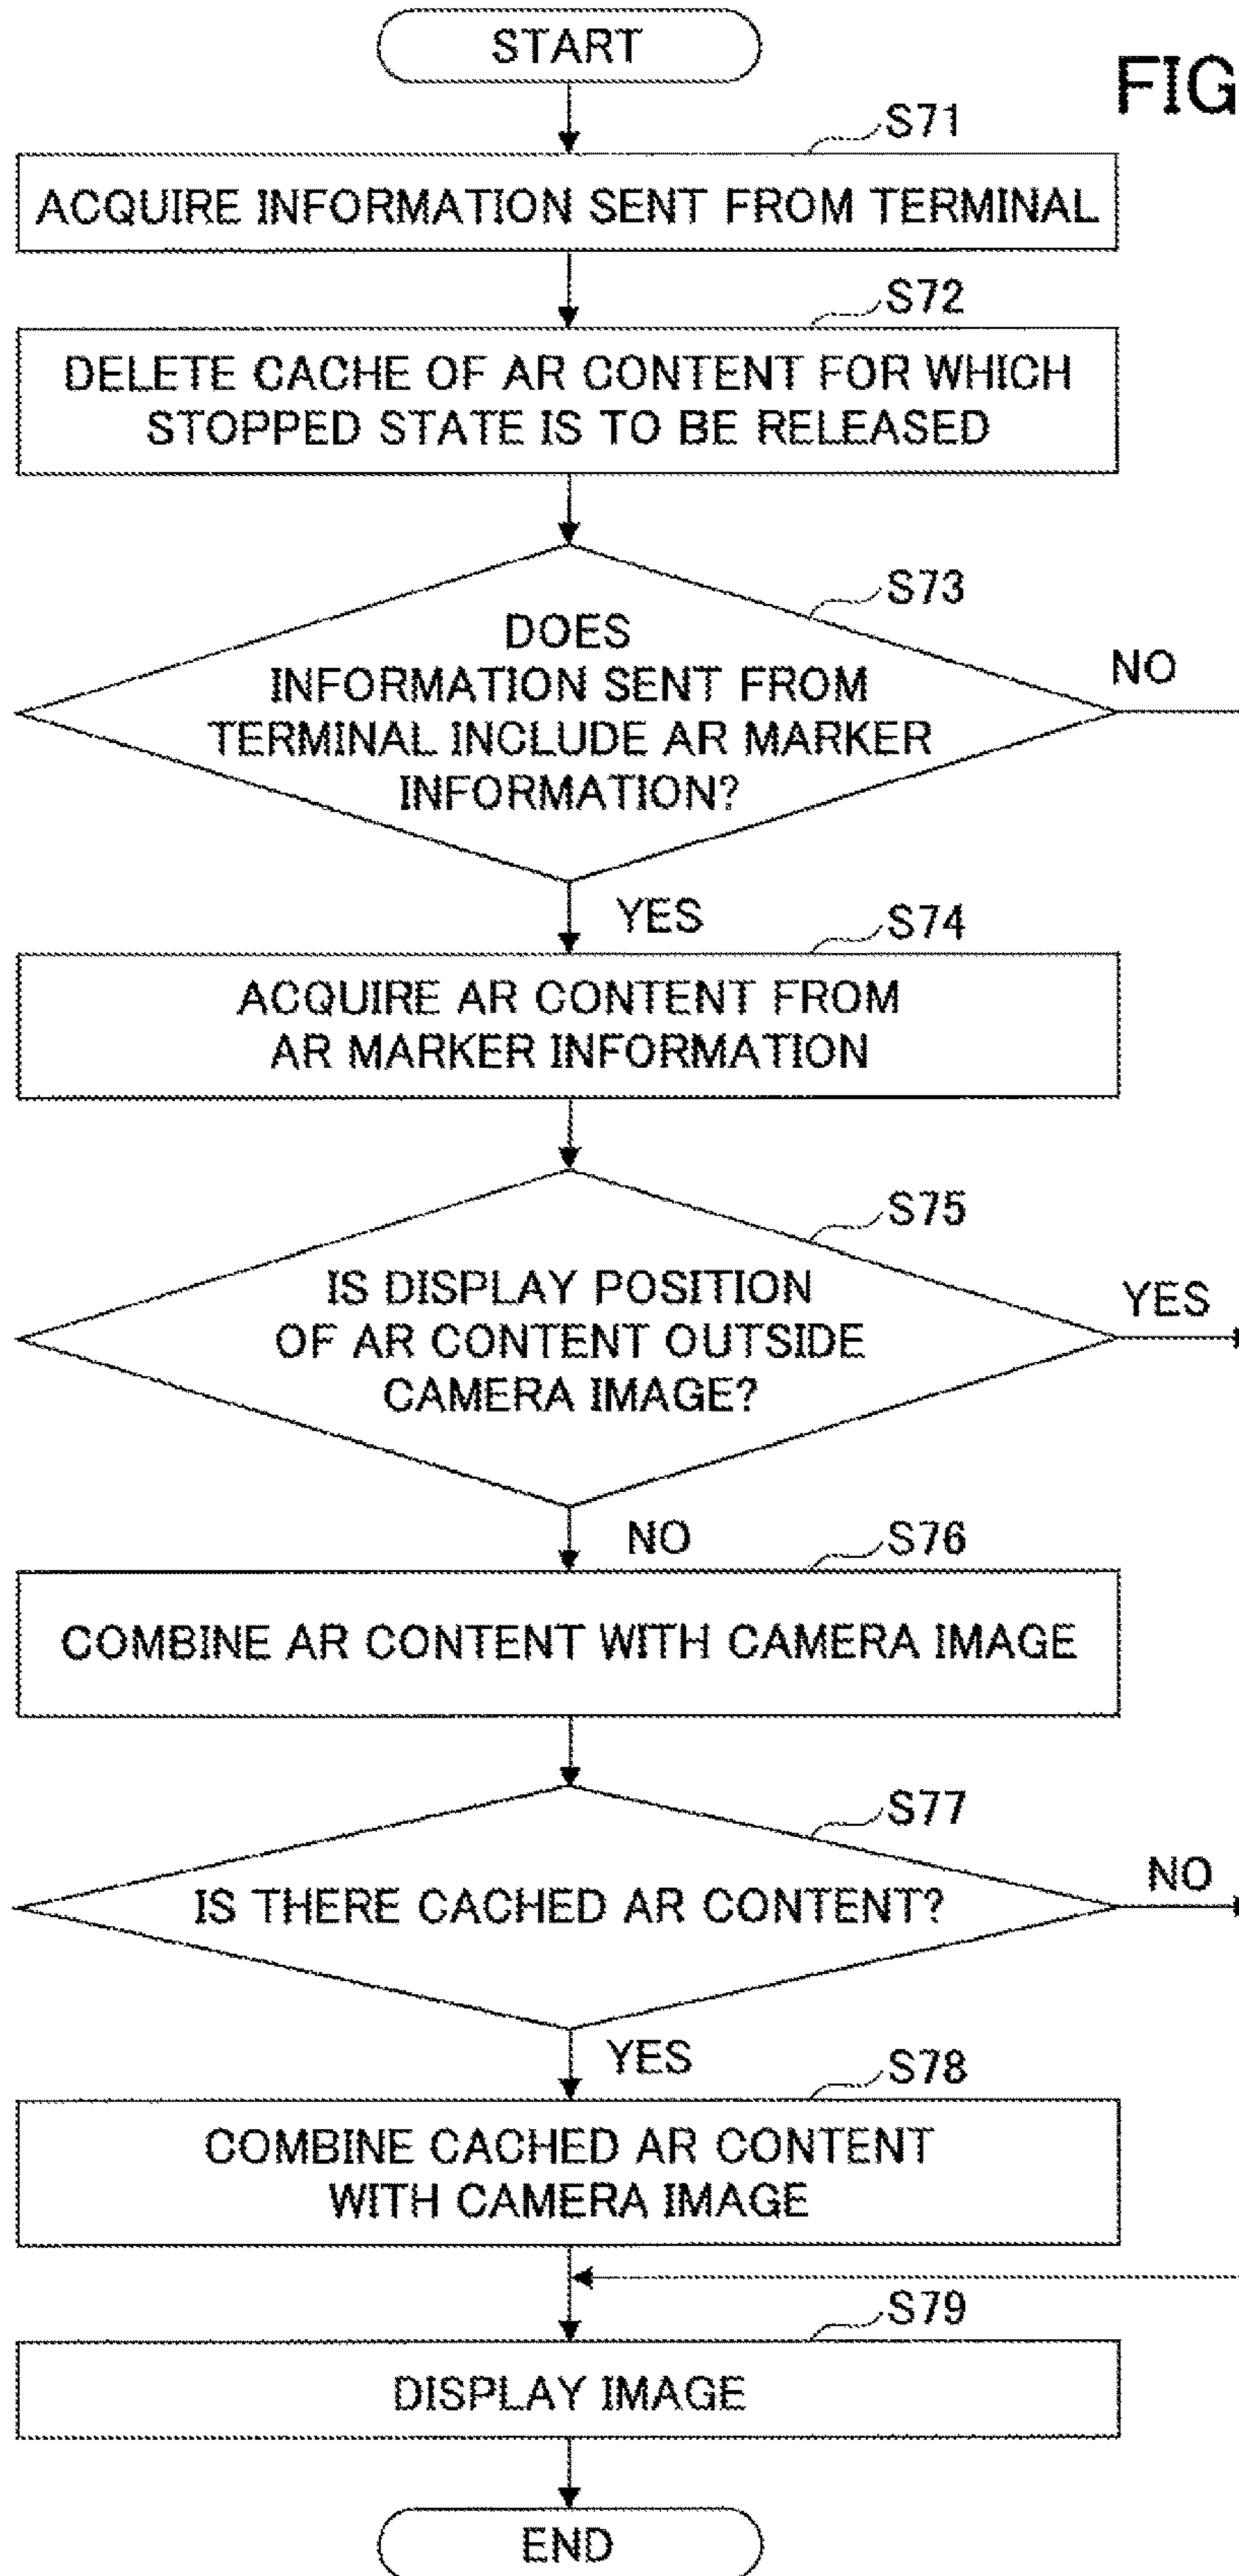 START
FIG
S71
ACQUIRE INFORMATION SENT FROM TERMINAL
S72
DELETE CACHE OF AR CONTENT FOR WHICH
STOPPED STATE IS TO BE RELEASED
S73
DOES
INFORMATION SENT FROM
TERMINAL INCLUDE AR MARKER
INFORMATION?
NO
YES
S74
ACQUIRE AR CONTENT FROM
AR MARKER INFORMATION
S75
IS DISPLAY POSITION
OF AR CONTENT OUTSIDE
CAMERA IMAGE?
YES
NO
S76
COMBINE AR CONTENT WITH CAMERA IMAGE
S77
IS THERE CACHED AR CONTENT?
NO
YES
S78
COMBINE CACHED AR CONTENT
WITH CAMERA IMAGE
S79
DISPLAY IMAGE
END